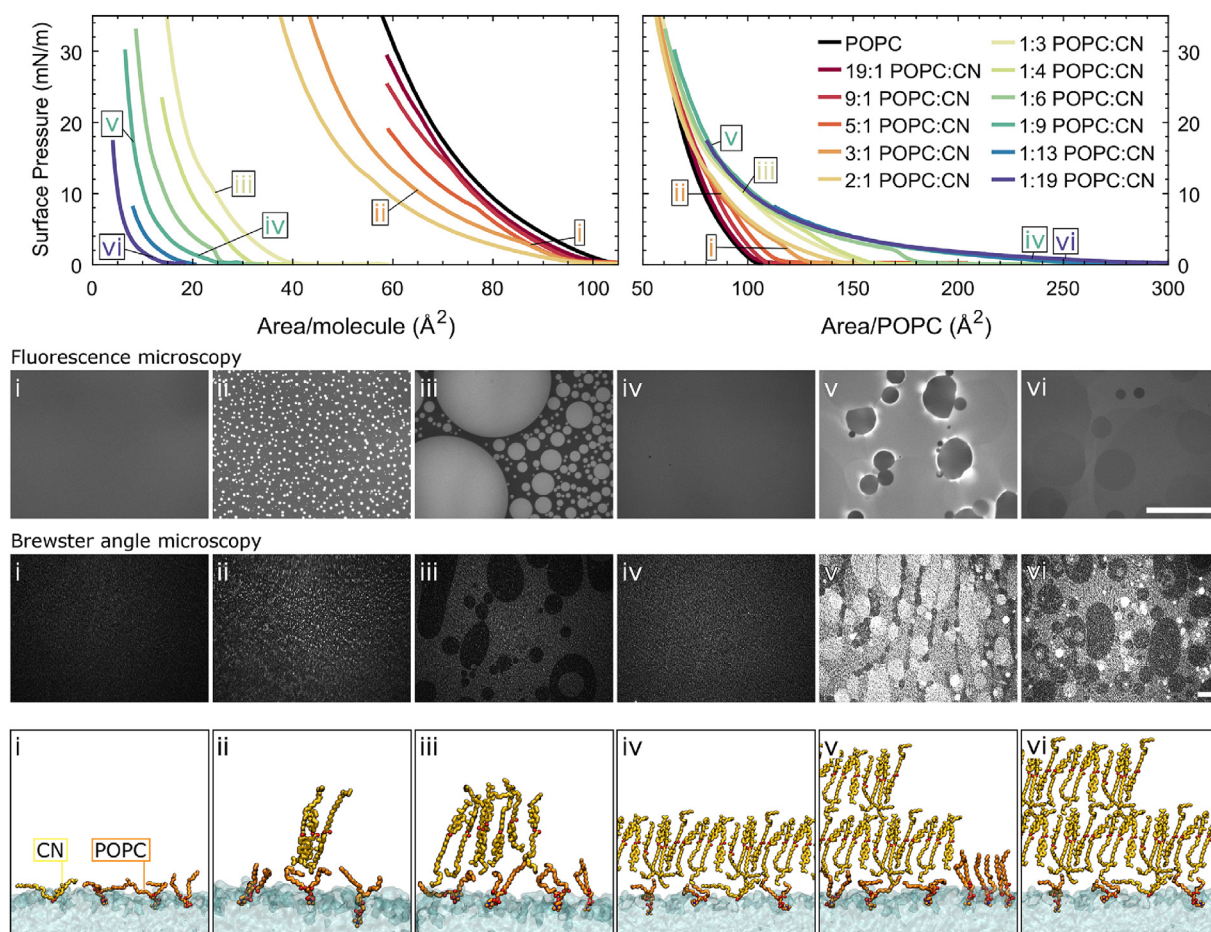 Surface Pressure (mN/m)
30
20
10
0
0 20 40 60 80 100
Area/molecule (Å²)
i
ii
iii
iv
v
vi
50 100 150 200 250 300
Area/POPC (Å²)
30
20
10
0
i
ii
iii
iv
v
vi
POPC
19:1 POPC:CN
9:1 POPC:CN
5:1 POPC:CN
3:1 POPC:CN
2:1 POPC:CN
1:3 POPC:CN
1:4 POPC:CN
1:6 POPC:CN
1:9 POPC:CN
1:13 POPC:CN
1:19 POPC:CN
Fluorescence microscopy
i ii iii iv v vi
Brewster angle microscopy
i ii iii iv v vi
i ii iii iv v vi
CN POPC